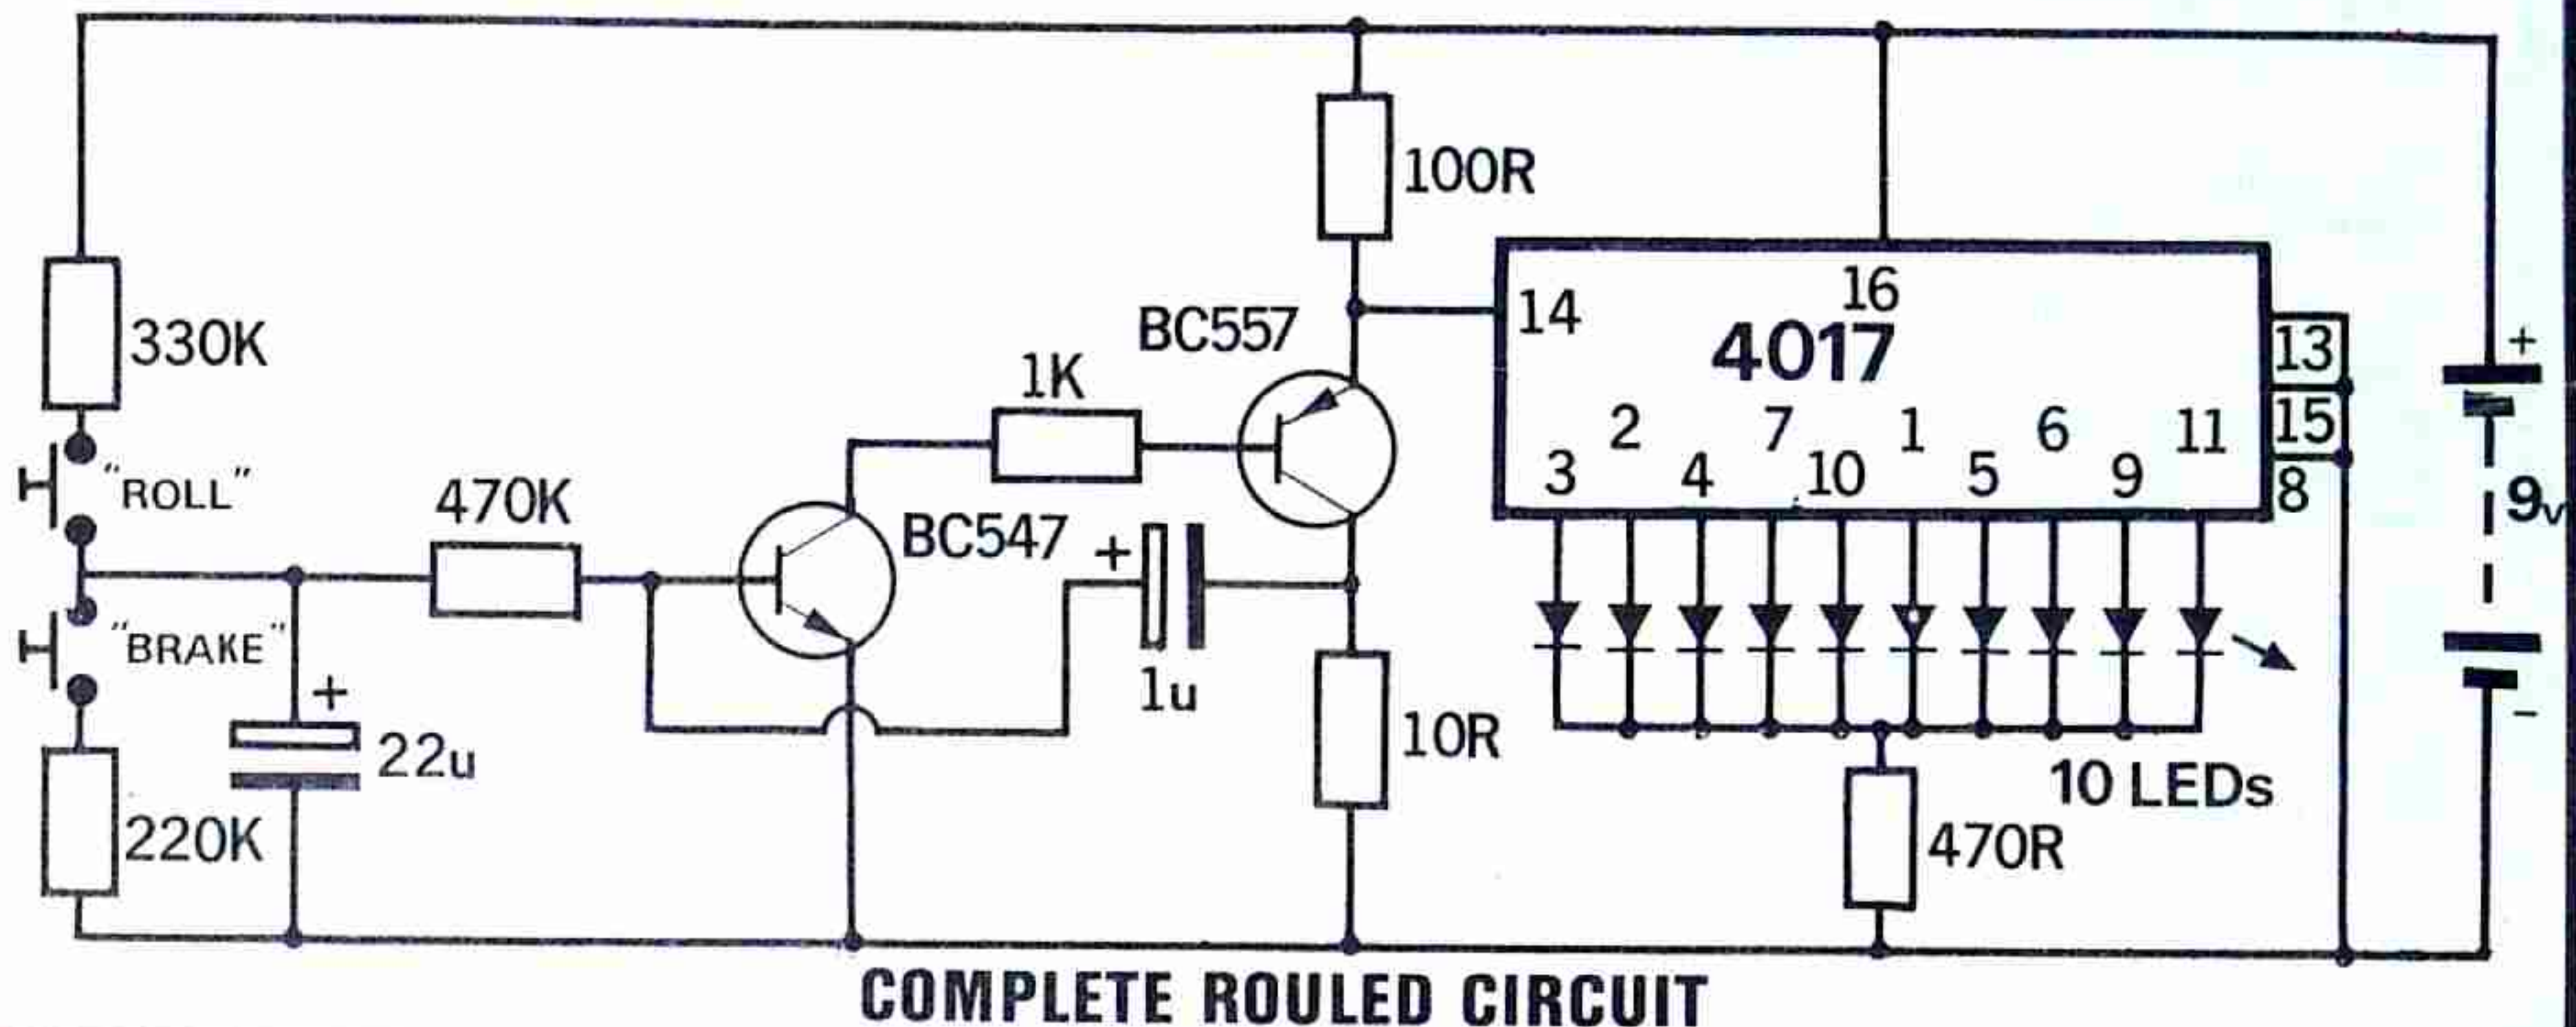 100R
330K
"ROLL"
BC557
1K
14
16
4017
13
15
8
2
7
1
6
11
3
4
10
5
9
+
9v
-
470K
BC547
+
1u
"BRAKE"
+
22u
220K
10R
10 LEDs
470R
COMPLETE ROULED CIRCUIT